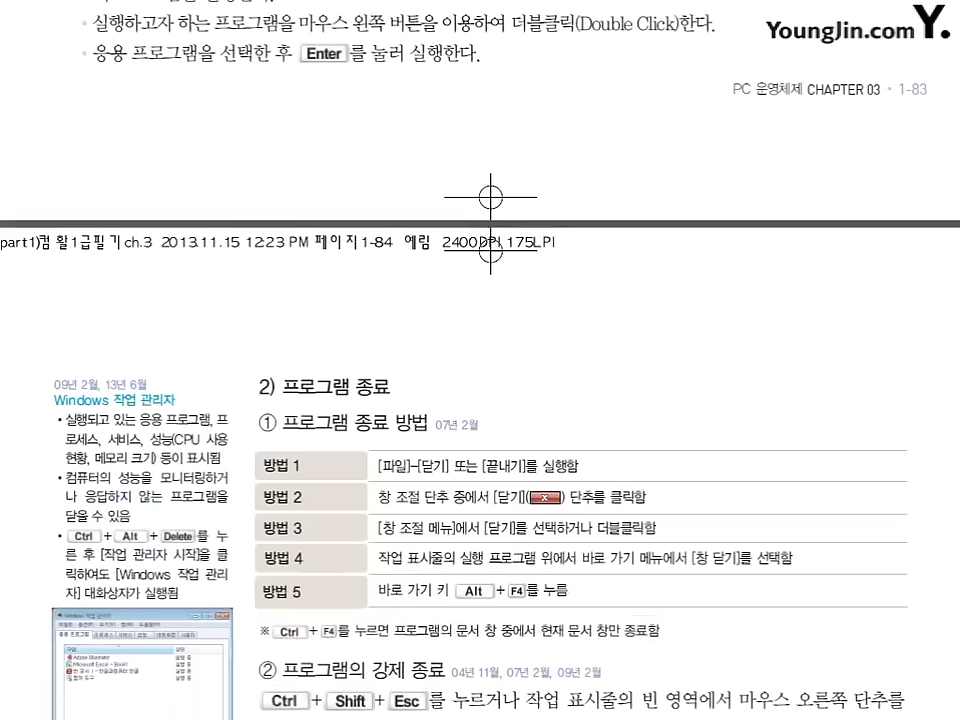 • 실행하고자 하는 프로그램을 마우스 왼쪽 버튼을 이용하여 더블클릭(Double Click)한다.
• 응용 프로그램을 선택한 후 Enter 를 눌러 실행한다.
YoungJin.com Y.
PC 운영체제 CHAPTER 03 • 1-83
part1)컴활1급필기ch.3 2013.11.15 12:23 PM 페이지1-84 예림 2400DPI 175LPI
09년 2월, 13년 6월
Windows 작업 관리자
• 실행되고 있는 응용 프로그램, 프
로세스, 서비스, 성능(CPU 사용
현황, 메모리 크기) 등이 표시됨
• 컴퓨터의 성능을 모니터링하거
나 응답하지 않는 프로그램을
닫을 수 있음
• Ctrl + Alt + Delete 를 누
른 후 [작업 관리자 시작]을 클
릭하여도 [Windows 작업 관리
자] 대화상자가 실행됨
2) 프로그램 종료
① 프로그램 종료 방법 07년 2월
방법 1 [파일]-[닫기] 또는 [끝내기]를 실행함
방법 2 창 조절 단추 중에서 [닫기]( x ) 단추를 클릭함
방법 3 [창 조절 메뉴]에서 [닫기]를 선택하거나 더블클릭함
방법 4 작업 표시줄의 실행 프로그램 위에서 바로 가기 메뉴에서 [창 닫기]를 선택함
방법 5 바로 가기 키 Alt + F4 를 누름
※ Ctrl + F4 를 누르면 프로그램의 문서 창 중에서 현재 문서 창만 종료함
② 프로그램의 강제 종료 04년 11월, 07년 2월, 09년 2월
Ctrl + Shift + Esc 를 누르거나 작업 표시줄의 빈 영역에서 마우스 오른쪽 단추를